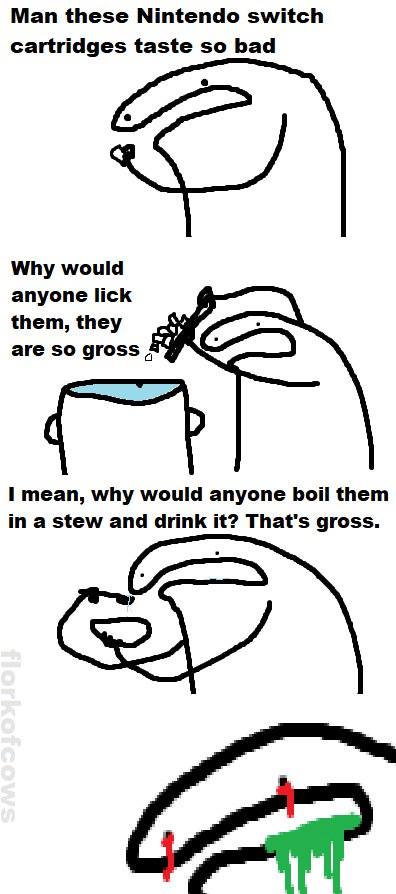 Man these Nintendo switch
cartridges taste so bad
Why would
anyone lick
them, they
are so gross
I mean, why would anyone boil them
in a stew and drink it? That's gross.
florkofcows